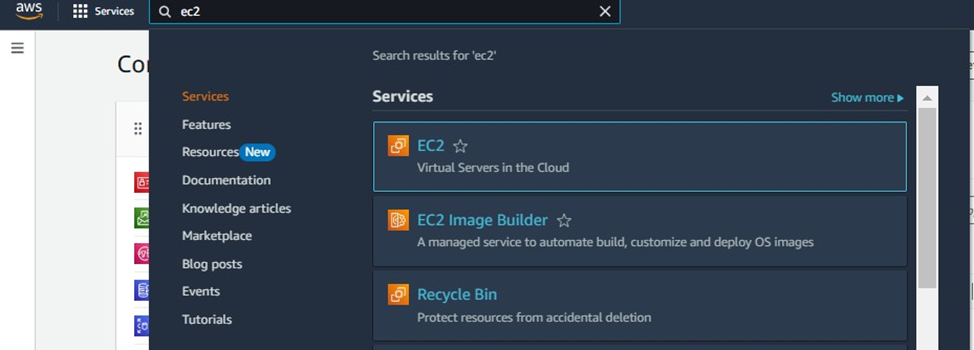 aws
Services
ec2
Search results for 'ec2'
Services
Features
Resources New
Documentation
Knowledge articles
Marketplace
Blog posts
Events
Tutorials
Services
Show more
EC2
Virtual Servers in the Cloud
EC2 Image Builder
A managed service to automate build, customize and deploy OS images
Recycle Bin
Protect resources from accidental deletion